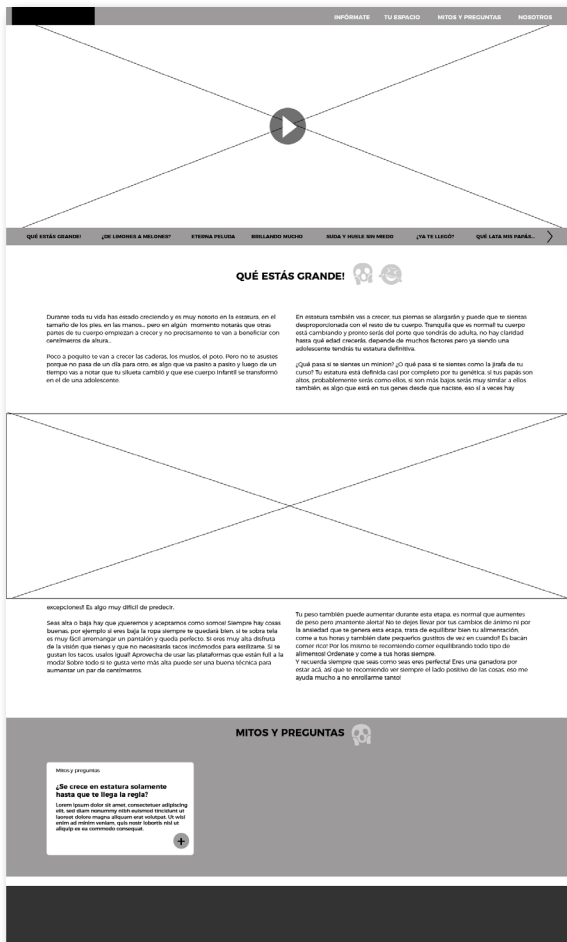 INFÓRMATE TU ESPACIO MITOS Y PREGUNTAS NOSOTROS
QUÉ ESTÁS GRANDE! ¿DE LIMONES A MELONES? ETERNA PELUDA BRILLANDO MUCHO SUDA Y HUELE SIN MIEDO ¿YA TE LLEGÓ? QUÉ LATA MIS PAPÁS...
QUÉ ESTÁS GRANDE!
Durante toda tu vida has estado creciendo y es muy notorio en la estatura, en el
tamaño de los pies, en las manos... pero en algún momento notarás que otras
partes de tu cuerpo empiezan a crecer y no precisamente te van a beneficiar con
centímetros de altura..
Poco a poquito te van a crecer las caderas, los muslos, el poto. Pero no te asustes
porque no pasa de un día para otro, es algo que va pasito a pasito y luego de un
tiempo vas a notar que tu silueta cambió y que ese cuerpo infantil se transformó
en el de una adolescente.
En estatura también vas a crecer, tus piernas se alargarán y puede que te sientas
desproporcionada con el resto de tu cuerpo. Tranquila que es normal! tu cuerpo
está cambiando y pronto serás del porte que tendrás de adulta, no hay claridad
hasta qué edad crecerás, depende de muchos factores pero ya siendo una
adolescente tendrás tu estatura definitiva.
¿Qué pasa si te sientes un minion? ¿O qué pasa si te sientes como la jirafa de tu
curso? Tu estatura está definida casi por completo por tu genética, si tus papás son
altos, probablemente serás como ellos, si son más bajos serás muy similar a ellos
también, es algo que está en tus genes desde que naciste, eso sí a veces hay
excepciones! Es algo muy difícil de predecir.
Seas alta o baja hay que ¡querernos y aceptarnos como somos! Siempre hay cosas
buenas, por ejemplo si eres baja la ropa siempre te quedará bien, si te sobra tela
es muy fácil arremangar un pantalón y queda perfecto. Si eres muy alta disfruta
de la visión que tienes y que no necesitarás tacos incómodos para estilizarte. Si te
gustan los tacos, usalos igual! Aprovecha de usar las plataformas que están full a la
moda! Sobre todo si te gusta verte más alta puede ser una buena técnica para
aumentar un par de centímetros.
Tu peso también puede aumentar durante esta etapa, es normal que aumentes
de peso pero ¡mantente alerta! No te dejes llevar por tus cambios de ánimo ni por
la ansiedad que te genera esta etapa, trata de equilibrar bien tu alimentación,
come a tus horas y también date pequeños gustitos de vez en cuando!! Es bacán
comer rico! Por los mismo te recomiendo comer equilibrando todo tipo de
alimentos! Ordenate y come a tus horas siempre.
Y recuerda siempre que seas como seas eres perfecta! Eres una ganadora por
estar acá, así que te recomiendo ver siempre el lado positivo de las cosas, eso me
ayuda mucho a no enrollarme tanto!
MITOS Y PREGUNTAS
Mitos y preguntas
¿Se crece en estatura solamente
hasta que te llega la regla?
Lorem ipsum dolor sit amet, consectetuer adipiscing
elit, sed diam nonummy nibh euismod tincidunt ut
laoreet dolore magna aliquam erat volutpat. Ut wisi
enim ad minim veniam, quis nostr lobortis nisl ut
aliquip ex ea commodo consequat.